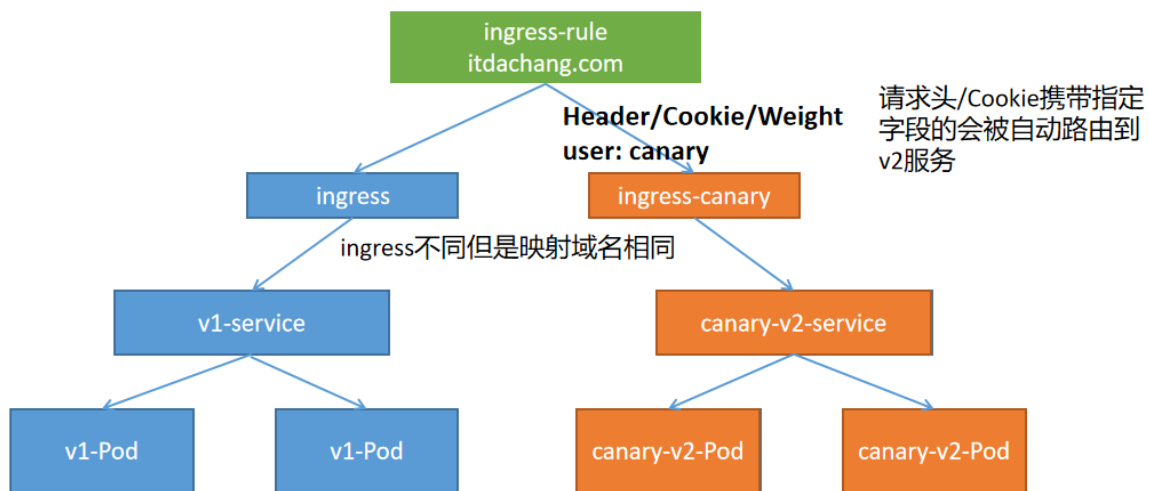 ingress-rule
itdachang.com
Header/Cookie/Weight
user: canary
请求头/Cookie携带指定
字段的会被自动路由到
v2服务
ingress
ingress-canary
ingress不同但是映射域名相同
v1-service
canary-v2-service
v1-Pod
v1-Pod
canary-v2-Pod
canary-v2-Pod